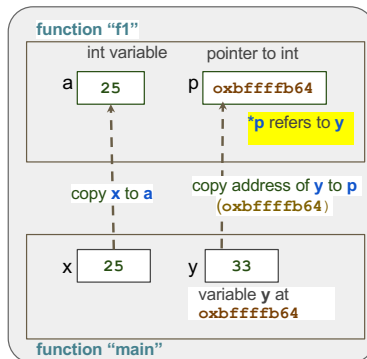 function “f1”
int variable pointer to int
a 25 p oxbffffb64
*p refers to y
copy x to a copy address of y to p
(oxbffffb64)
x 25 y 33
variable y at
oxbffffb64
function “main”